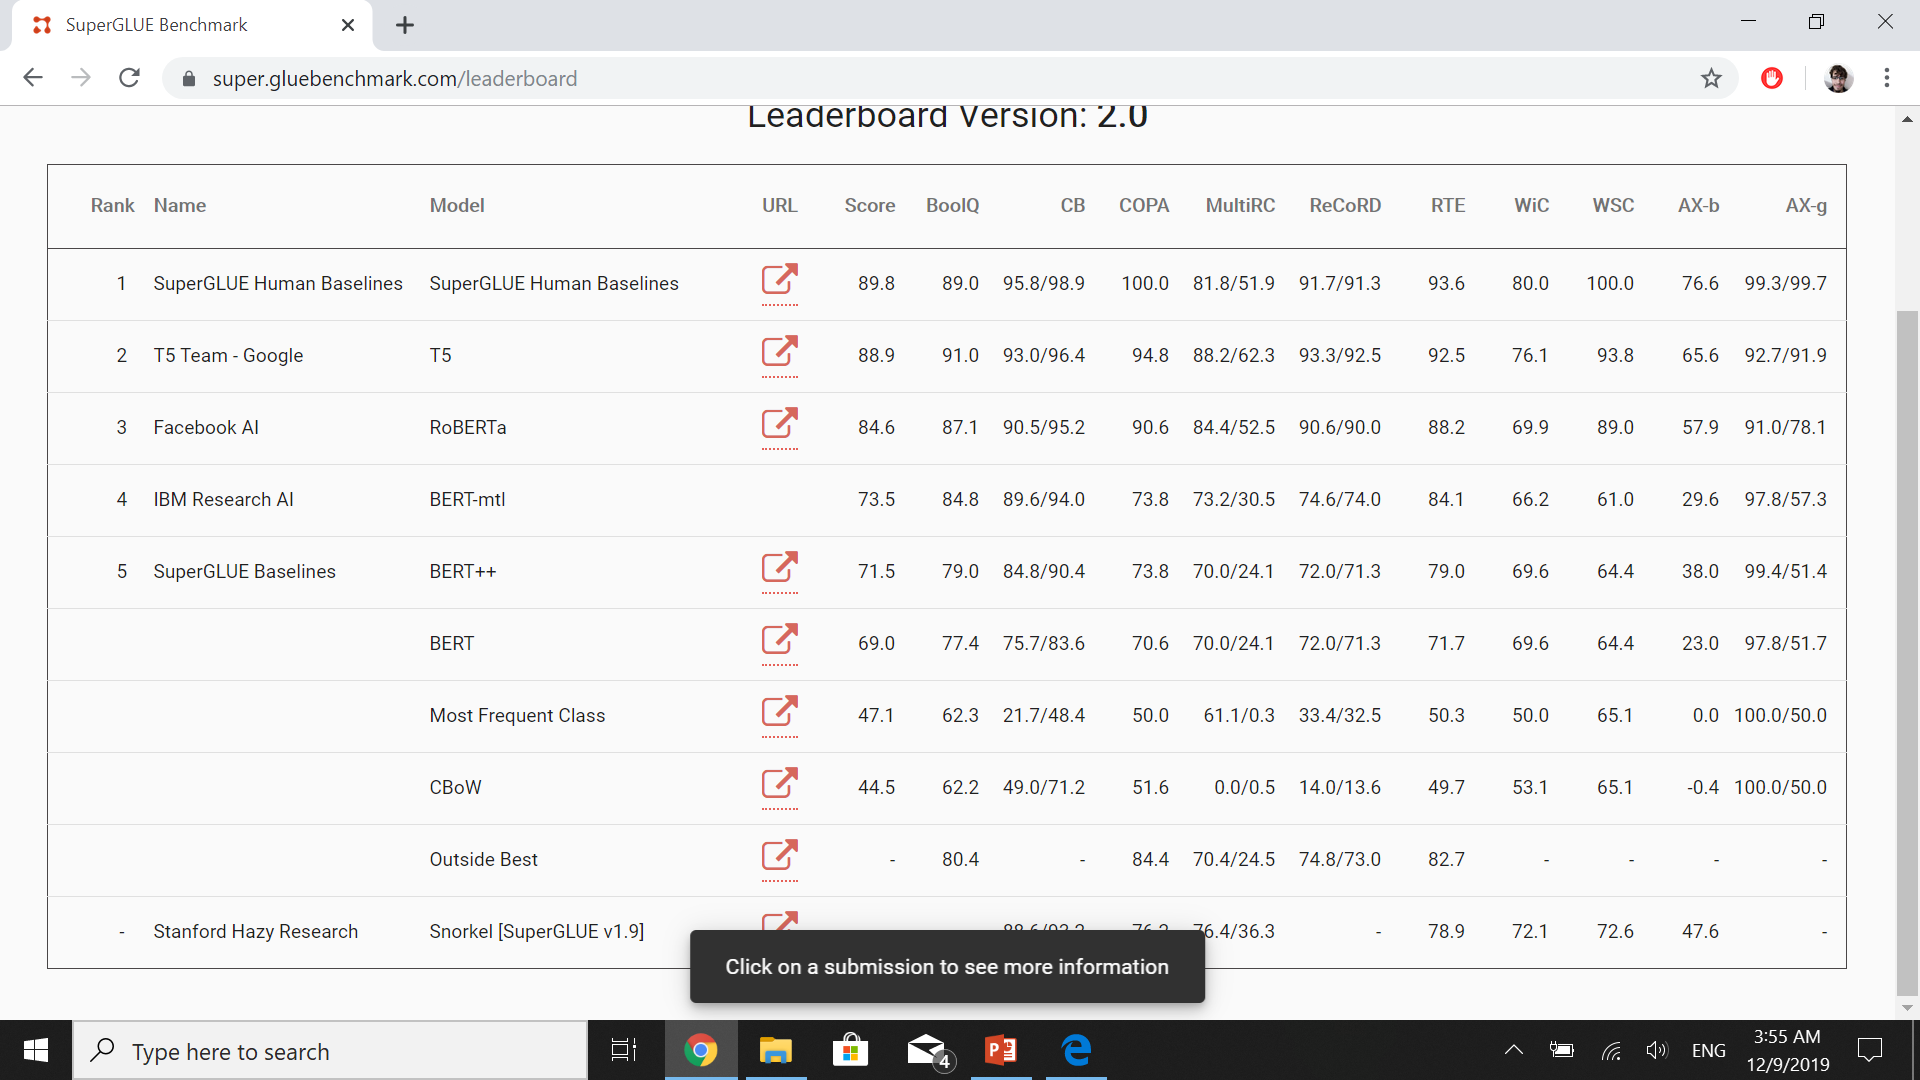 SuperGLUE Benchmark
super.gluebenchmark.com/leaderboard
Leaderboard Version: 2.0
Rank Name Model URL Score BoolQ CB COPA MultiRC ReCoRD RTE WiC WSC AX-b AX-g
1 SuperGLUE Human Baselines SuperGLUE Human Baselines 89.8 89.0 95.8/98.9 100.0 81.8/51.9 91.7/91.3 93.6 80.0 100.0 76.6 99.3/99.7
2 T5 Team - Google T5 88.9 91.0 93.0/96.4 94.8 88.2/62.3 93.3/92.5 92.5 76.1 93.8 65.6 92.7/91.9
3 Facebook AI RoBERTa 84.6 87.1 90.5/95.2 90.6 84.4/52.5 90.6/90.0 88.2 69.9 89.0 57.9 91.0/78.1
4 IBM Research AI BERT-mtl 73.5 84.8 89.6/94.0 73.8 73.2/30.5 74.6/74.0 84.1 66.2 61.0 29.6 97.8/57.3
5 SuperGLUE Baselines BERT++ 71.5 79.0 84.8/90.4 73.8 70.0/24.1 72.0/71.3 79.0 69.6 64.4 38.0 99.4/51.4
BERT 69.0 77.4 75.7/83.6 70.6 70.0/24.1 72.0/71.3 71.7 69.6 64.4 23.0 97.8/51.7
Most Frequent Class 47.1 62.3 21.7/48.4 50.0 61.1/0.3 33.4/32.5 50.3 50.0 65.1 0.0 100.0/50.0
CBoW 44.5 62.2 49.0/71.2 51.6 0.0/0.5 14.0/13.6 49.7 53.1 65.1 -0.4 100.0/50.0
Outside Best - 80.4 - 84.4 70.4/24.5 74.8/73.0 82.7 - - - -
- Stanford Hazy Research Snorkel [SuperGLUE v1.9] 76.4/36.3 - 78.9 72.1 72.6 47.6 -
Click on a submission to see more information
Type here to search
4
ENG
3:55 AM
12/9/2019